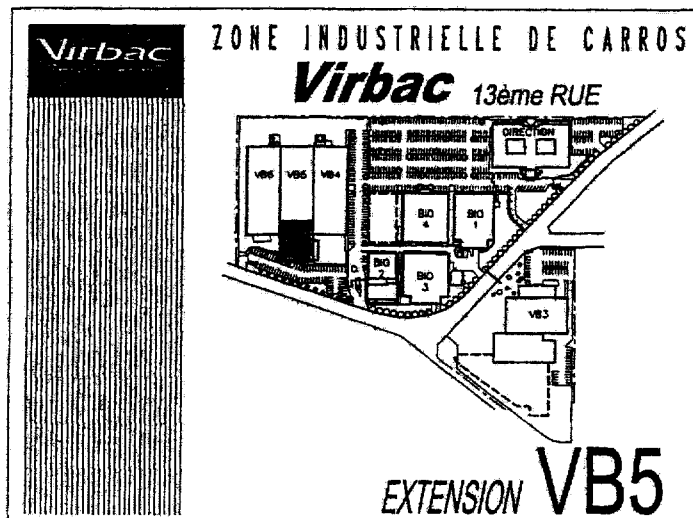 Virbac
ZONE INDUSTRIELLE DE CARROS
Virbac 13ème RUE
DIRECTION
VB6 VB5 VB4
BIO 4
BIO 1
BIO 2
BIO 3
VB3
EXTENSION VB5